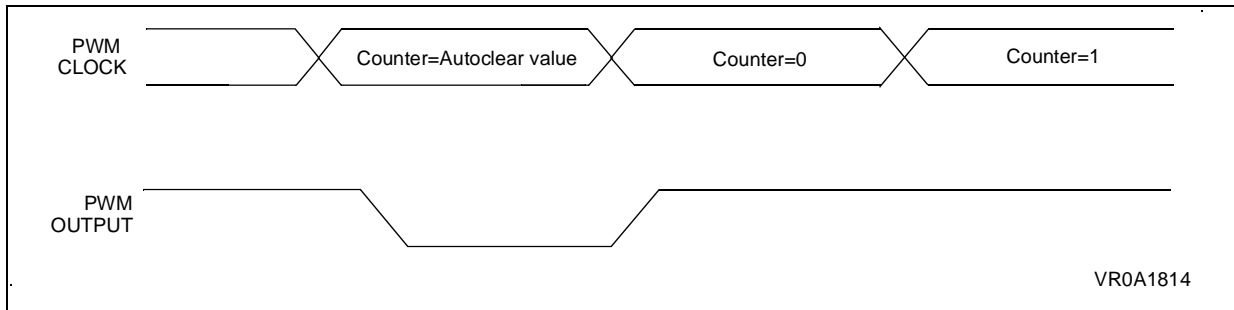 PWM
CLOCK
Counter=Autoclear value
Counter=0
Counter=1
PWM
OUTPUT
VR0A1814